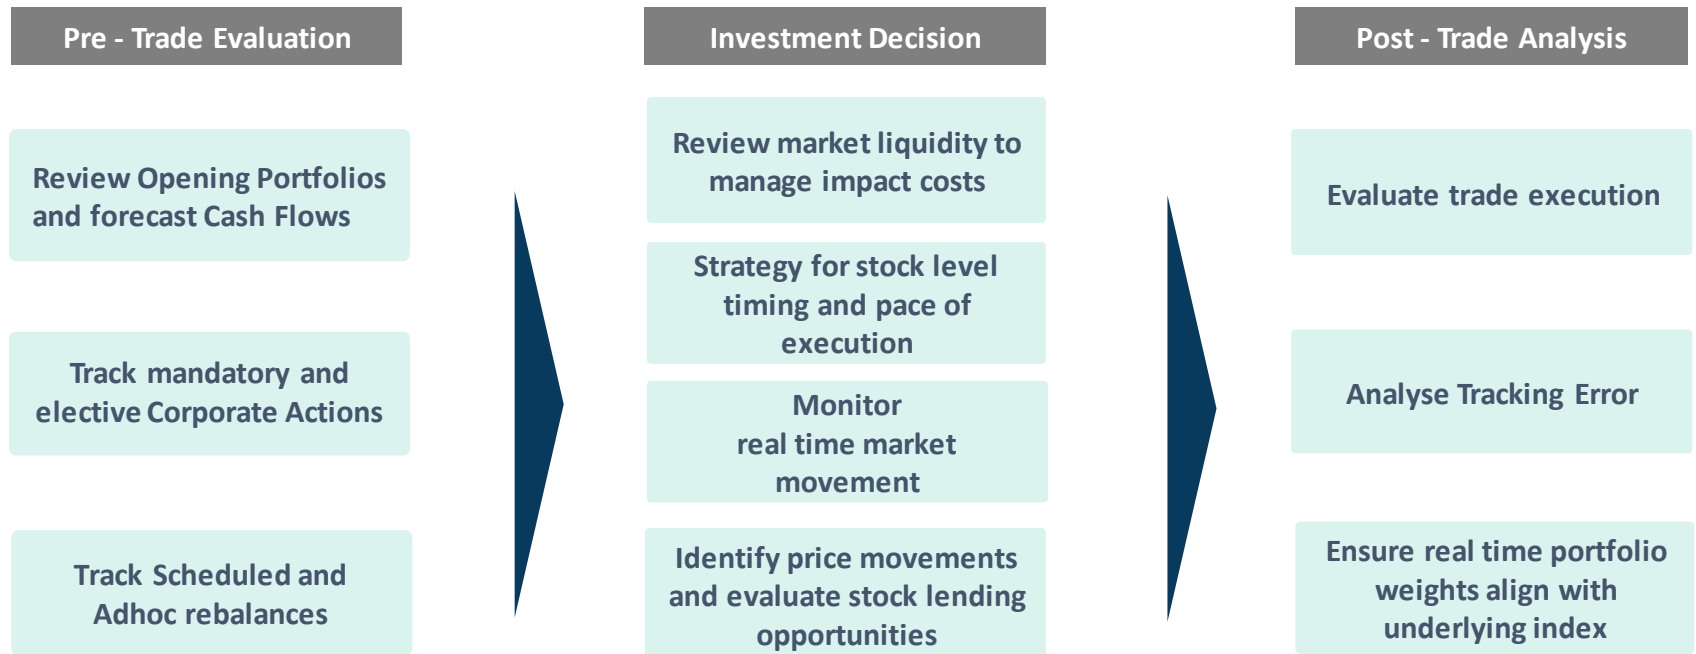 Pre - Trade Evaluation
Review Opening Portfolios
and forecast Cash Flows
Track mandatory and
elective Corporate Actions
Track Scheduled and
Adhoc rebalances
Investment Decision
Review market liquidity to
manage impact costs
Strategy for stock level
timing and pace of
execution
Monitor
real time market
movement
Identify price movements
and evaluate stock lending
opportunities
Post - Trade Analysis
Evaluate trade execution
Analyse Tracking Error
Ensure real time portfolio
weights align with
underlying index